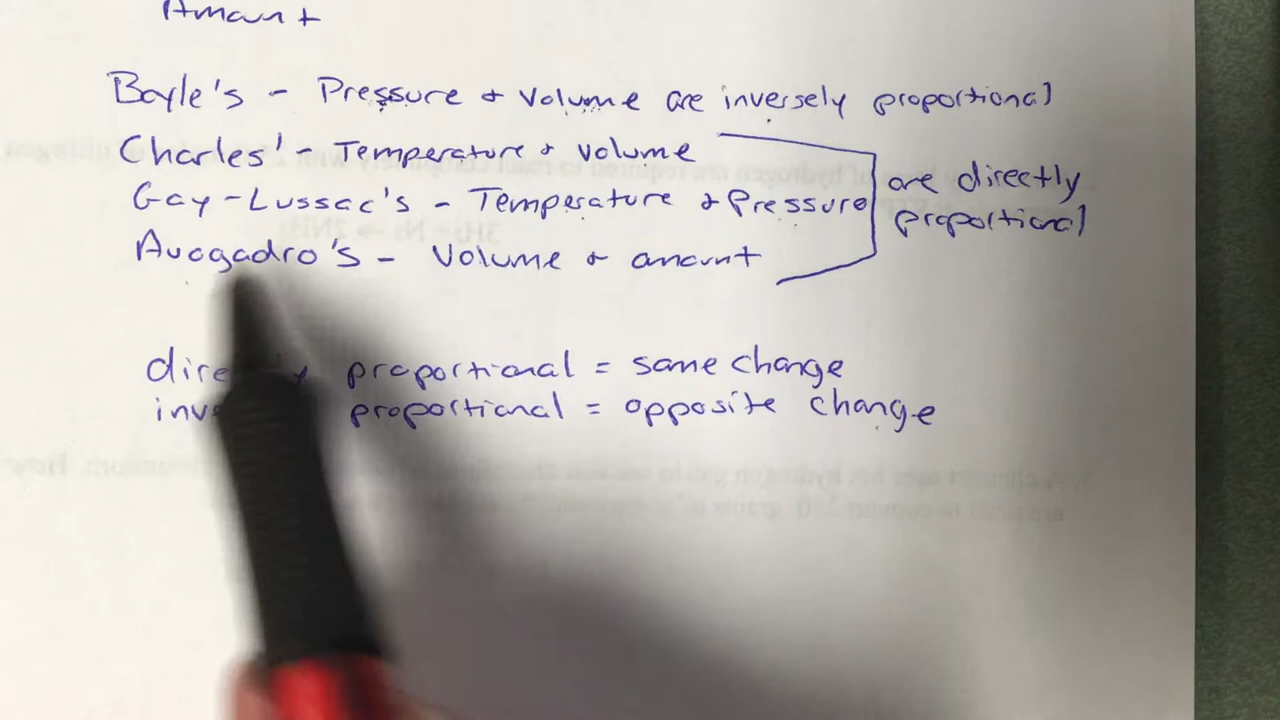 Amount
Boyle's - Pressure & Volume are inversely proportional
Charles' - Temperature & Volume
Gay-Lussac's - Temperature & Pressure
are directly
proportional
Avogadro's - Volume & amount
proportional = same change
proportional = opposite change